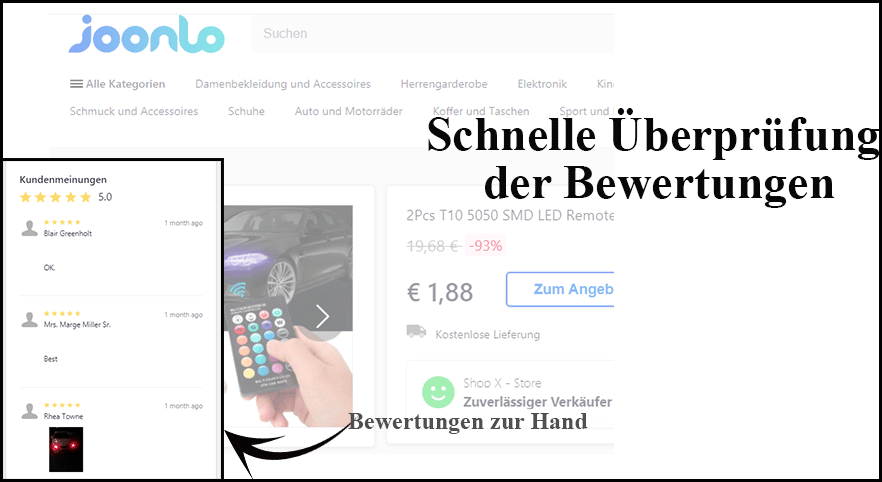 joonlo
Suchen
Alle Kategorien Damenbekleidung und Accessoires Herrengarderobe Elektronik
Schmuck und Accessoires Schuhe Auto und Motorräder Koffer und Taschen Sport und
Schnelle Überprüfung
der Bewertungen
Kundenmeinungen
5.0
1 month ago
Blair Greenholt
OK.
1 month ago
Mrs. Marge Miller Sr.
Best
1 month ago
Rhea Towne
2Pcs T10 5050 SMD LED Remote
19,68 € -93%
€ 1,88 Zum Angeb
Kostenlose Lieferung
Shop X - Store
Zuverlässiger Verkäufer
Bewertungen zur Hand